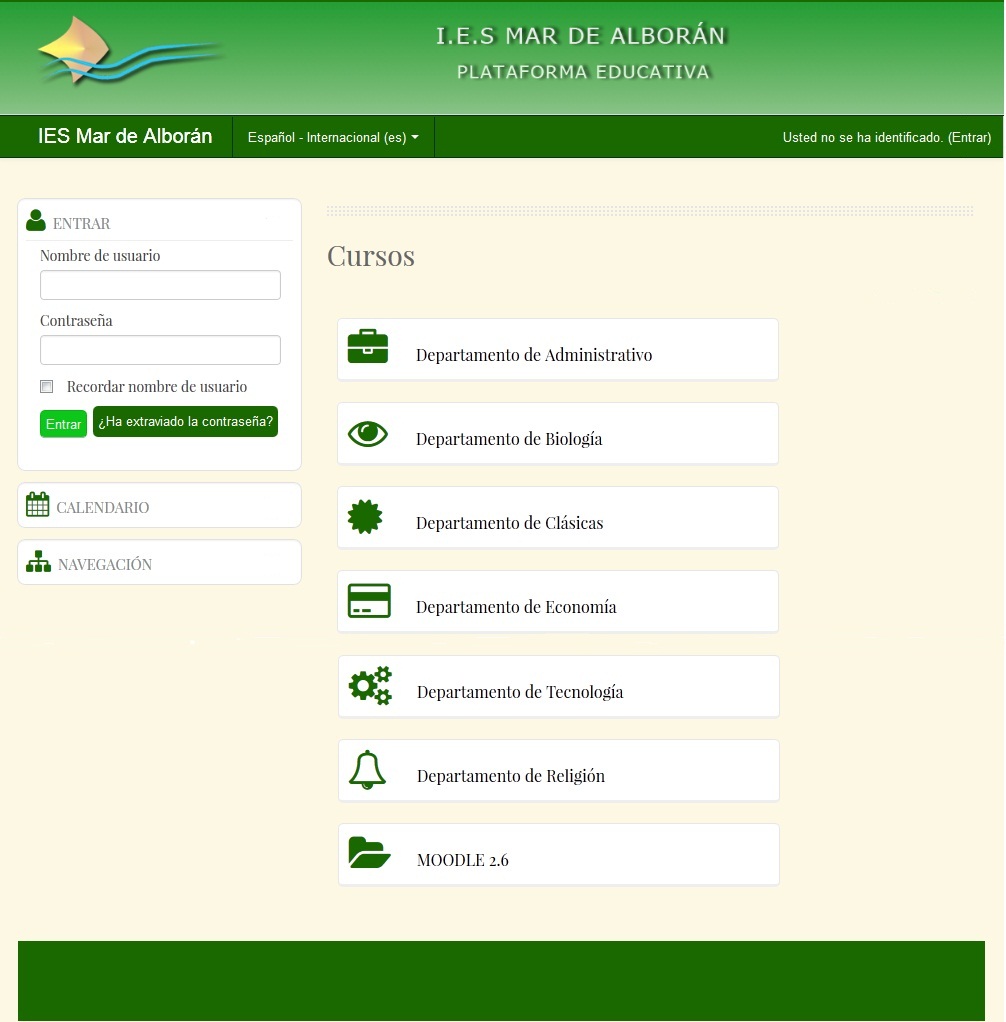 I.E.S MAR DE ALBORÁN
PLATAFORMA EDUCATIVA
IES Mar de Alborán
Español - Internacional (es)
Usted no se ha identificado. (Entrar)
ENTRAR
Nombre de usuario
Contraseña
Recordar nombre de usuario
Entrar
¿Ha extraviado la contraseña?
CALENDARIO
NAVEGACIÓN
Cursos
Departamento de Administrativo
Departamento de Biología
Departamento de Clásicas
Departamento de Economía
Departamento de Tecnología
Departamento de Religión
MOODLE 2.6